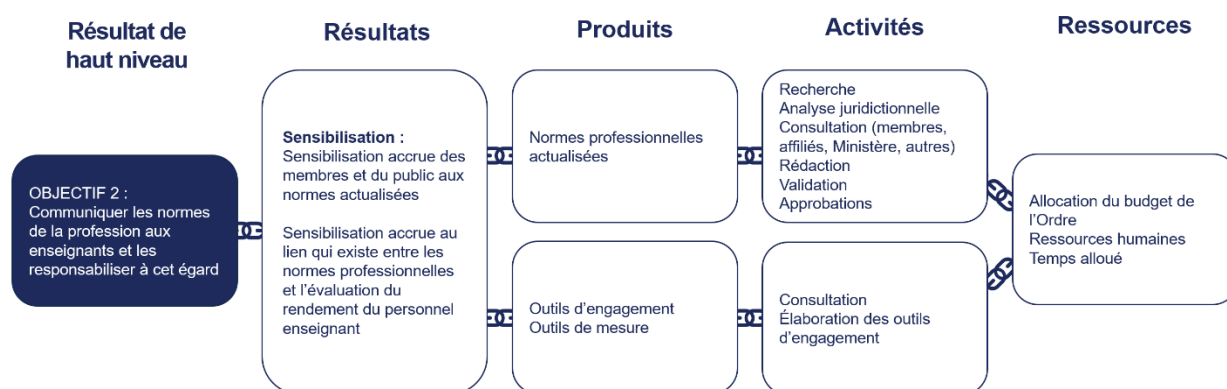 Résultat de
haut niveau
Résultats
Produits
Activités
Ressources
OBJECTIF 2 :
Communiquer les normes
de la profession aux
enseignants et les
responsabiliser à cet égard
Sensibilisation :
Sensibilisation accrue des
membres et du public aux
normes actualisées
Sensibilisation accrue au
lien qui existe entre les
normes professionnelles
et l’évaluation du
rendement du personnel
enseignant
Normes professionnelles
actualisées
Outils d’engagement
Outils de mesure
Recherche
Analyse juridictionnelle
Consultation (membres,
affiliés, Ministère, autres)
Rédaction
Validation
Approbations
Consultation
Élaboration des outils
d’engagement
Allocation du budget de
l’Ordre
Ressources humaines
Temps alloué